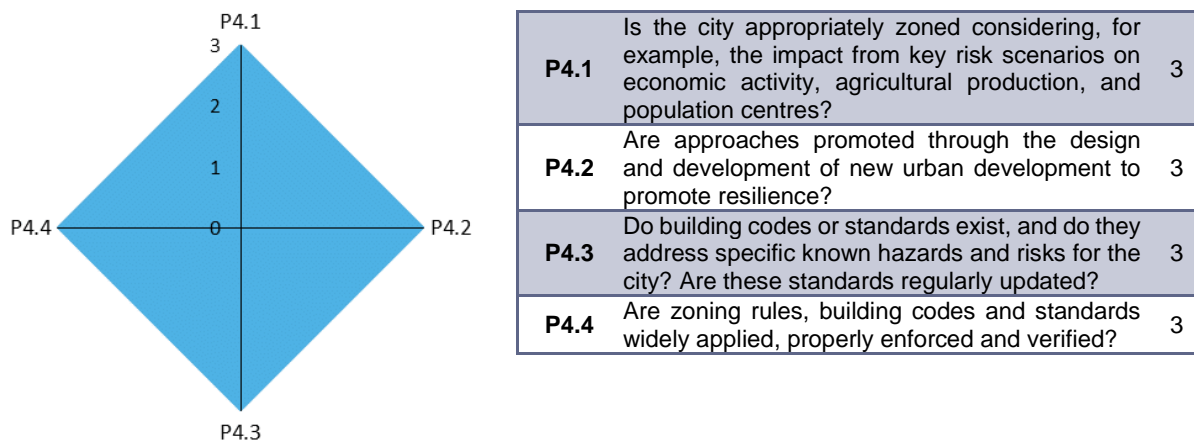 P4.1
3
2
1
0
P4.4
P4.2
P4.3
P4.1
Is the city appropriately zoned considering, for
example, the impact from key risk scenarios on
economic activity, agricultural production, and
population centres?
3
P4.2
Are approaches promoted through the design
and development of new urban development to
promote resilience?
3
P4.3
Do building codes or standards exist, and do they
address specific known hazards and risks for the
city? Are these standards regularly updated?
3
P4.4
Are zoning rules, building codes and standards
widely applied, properly enforced and verified?
3